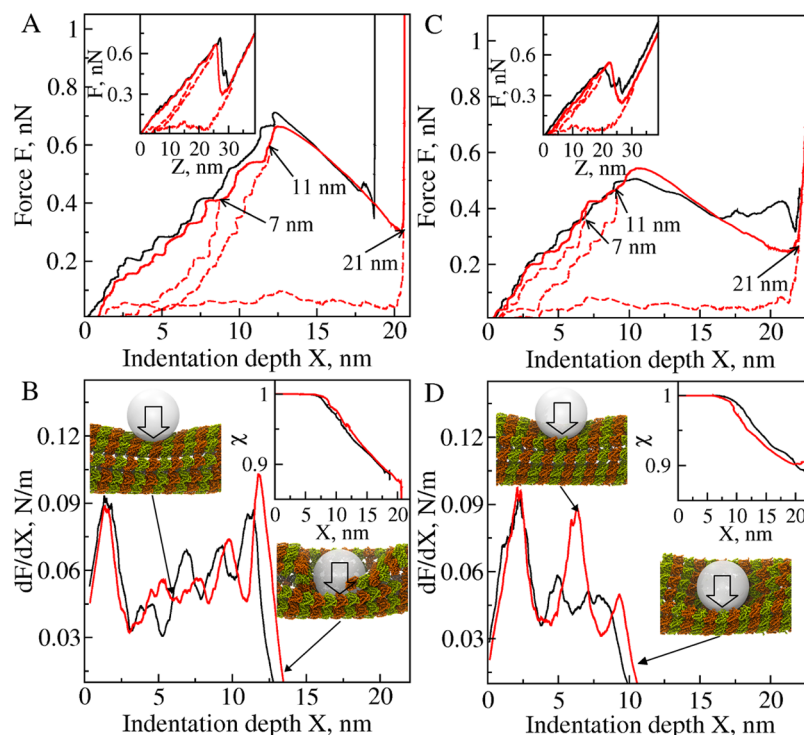 A
1
0.8
0.6
0.4
0.2
Force F, nN
F, nN
0.6
0.3
0 10 20 30
Z, nm
11 nm
7 nm
21 nm
0 5 10 15 20
Indentation depth X, nm
C
1
0.8
0.6
0.4
0.2
Force F, nN
F, nN
0.6
0.3
0 10 20 30
Z, nm
11 nm
7 nm
21 nm
0 5 10 15 20
Indentation depth X, nm
B
0.12
0.09
0.06
0.03
dF/dX, N/m
1
χ
0.9
0 5 10 15 20
X, nm
0 5 10 15 20
Indentation depth X, nm
D
0.12
0.09
0.06
0.03
dF/dX, N/m
1
χ
0.9
0 5 10 15 20
X, nm
0 5 10 15 20
Indentation depth X, nm